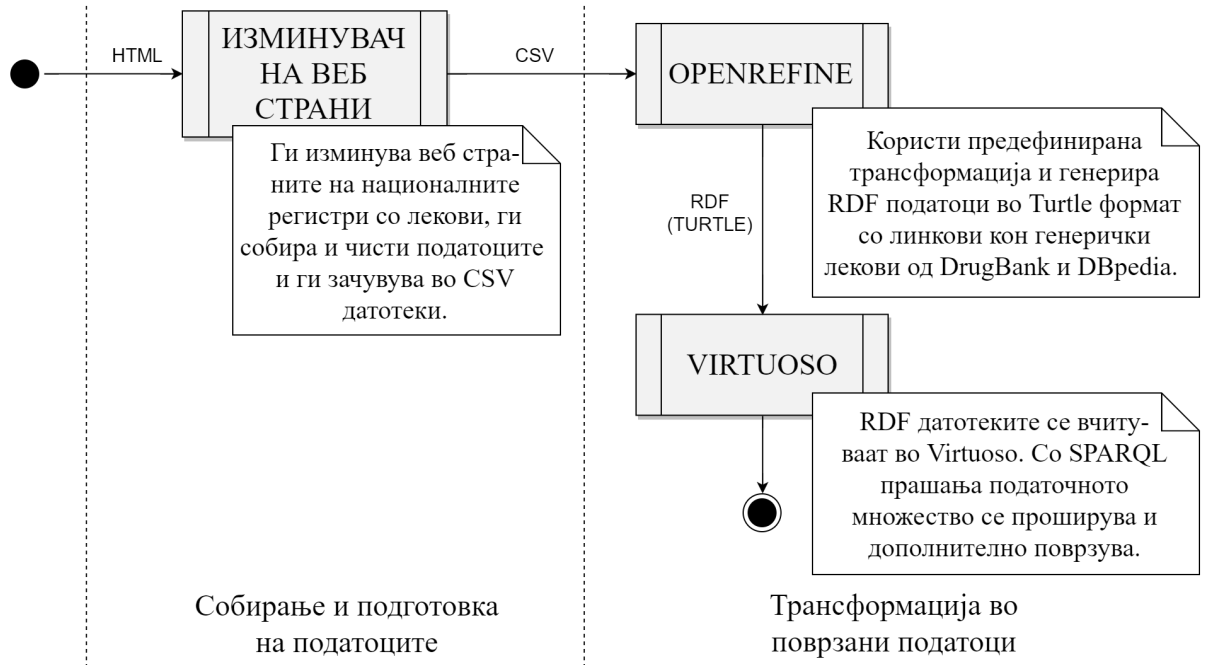 HTML
ИЗМИНУВАЧ
НА ВЕБ
СТРАНИ
Ги изминува веб стра-
ните на националните
регистри со лекови, ги
собира и чисти податоците
и ги зачувува во CSV
датотеки.
CSV
OPENREFINE
Користи предефинирана
трансформација и генерира
RDF податоци во Turtle формат
со линкови кон генерички
лекови од DrugBank и DBpedia.
RDF
(TURTLE)
VIRTUOSO
RDF датотеките се вчиту-
ваат во Virtuoso. Со SPARQL
прашања податочното
множество се проширува и
дополнително поврзува.
Собирање и подготовка
на податоците
Трансформација во
поврзани податоци